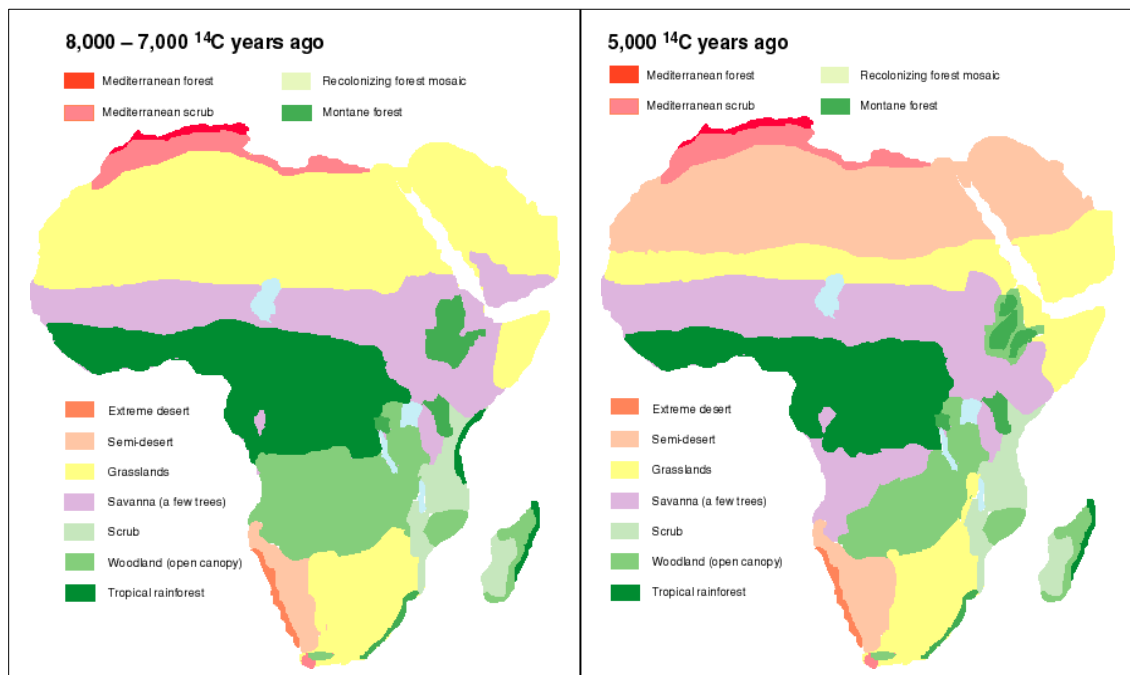 8,000 – 7,000 ¹⁴C years ago
Mediterranean forest
Recolonizing forest mosaic
Mediterranean scrub
Montane forest
Extreme desert
Semi-desert
Grasslands
Savanna (a few trees)
Scrub
Woodland (open canopy)
Tropical rainforest
5,000 ¹⁴C years ago
Mediterranean forest
Recolonizing forest mosaic
Mediterranean scrub
Montane forest
Extreme desert
Semi-desert
Grasslands
Savanna (a few trees)
Scrub
Woodland (open canopy)
Tropical rainforest